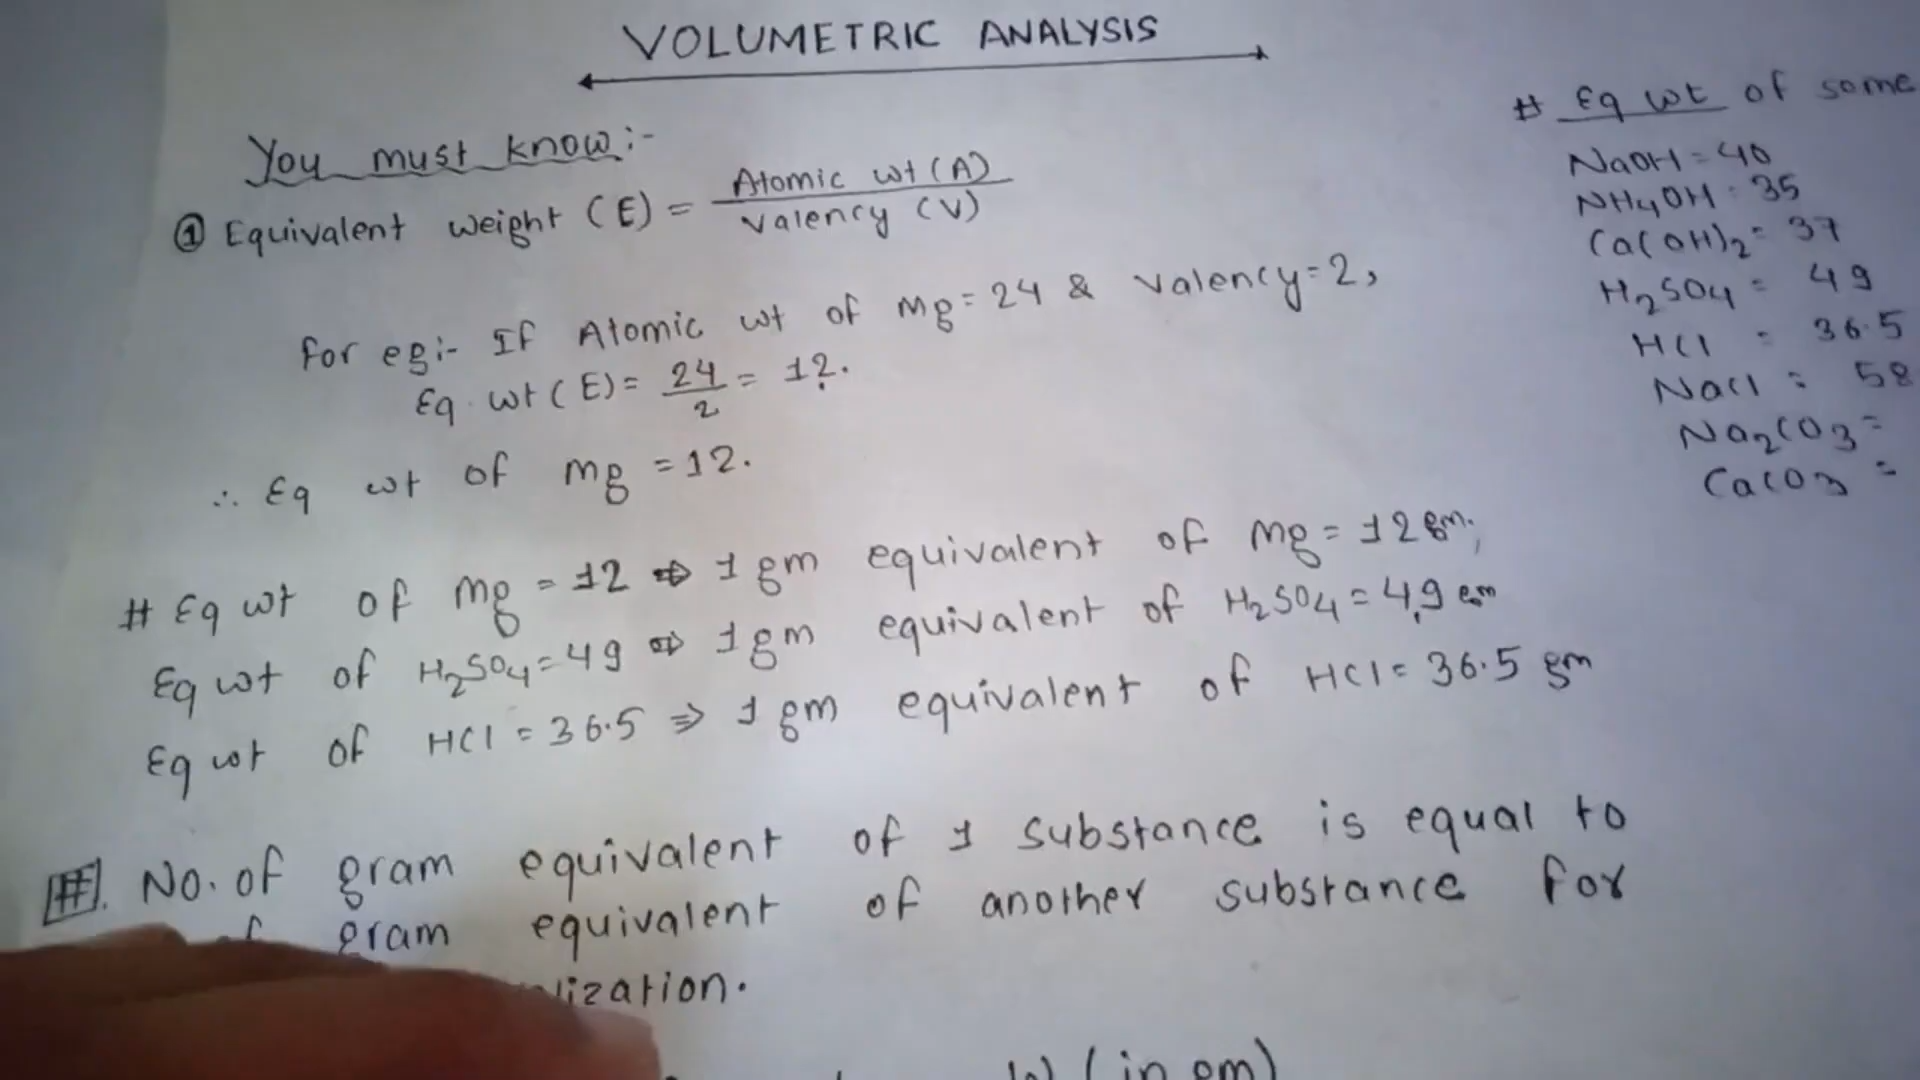 VOLUMETRIC ANALYSIS
You must know:-
① Equivalent weight (E) = Atomic wt (A) / Valency (V)
For eg:- If Atomic wt of Mg = 24 & Valency = 2,
Eq. wt (E) = 24/2 = 12.
∴ Eq wt of Mg = 12.
# Eq wt of Mg = 12 ⇒ 1 gm equivalent of Mg = 12 gm,
Eq wt of H₂SO₄ = 49 ⇒ 1 gm equivalent of H₂SO₄ = 49 gm
Eq wt of HCl = 36.5 ⇒ 1 gm equivalent of HCl = 36.5 gm
#. No. of gram equivalent of 1 substance is equal to
gram equivalent of another substance for
lization.
W (in gm)
# Eq wt of some
NaOH = 40
NH₄OH = 35
Ca(OH)₂ = 37
H₂SO₄ = 49
HCl = 36.5
NaCl = 58
Na₂CO₃ =
CaCO₃ =